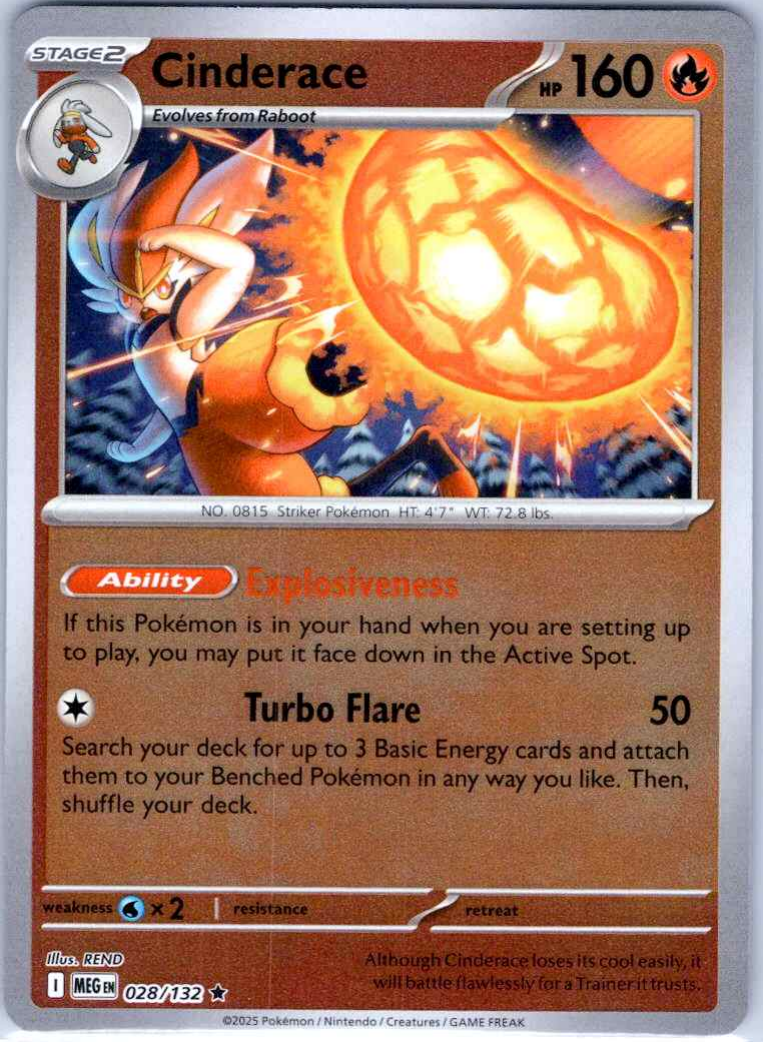 STAGE2
Cinderace
HP 160
Evolves from Raboot
NO. 0815 Striker Pokémon HT: 4'7" WT: 72.8 lbs.
Ability Explosiveness
If this Pokémon is in your hand when you are setting up
to play, you may put it face down in the Active Spot.
Turbo Flare 50
Search your deck for up to 3 Basic Energy cards and attach
them to your Benched Pokémon in any way you like. Then,
shuffle your deck.
weakness ×2 resistance retreat
Illus. REND
Although Cinderace loses its cool easily, it
will battle flawlessly for a Trainer it trusts.
I MEG EN 028/132 ★
©2025 Pokémon / Nintendo / Creatures / GAME FREAK